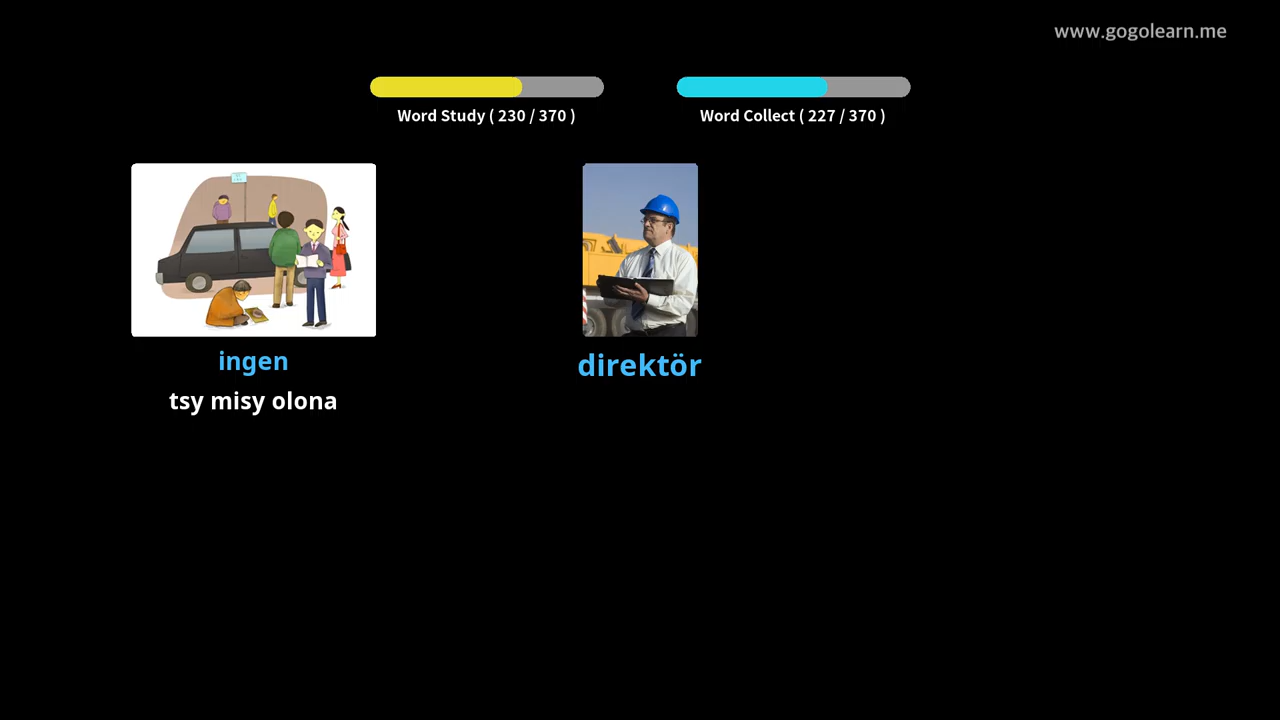 www.gogolearn.me
Word Study ( 230 / 370 )
Word Collect ( 227 / 370 )
ingen
tsy misy olona
direktör